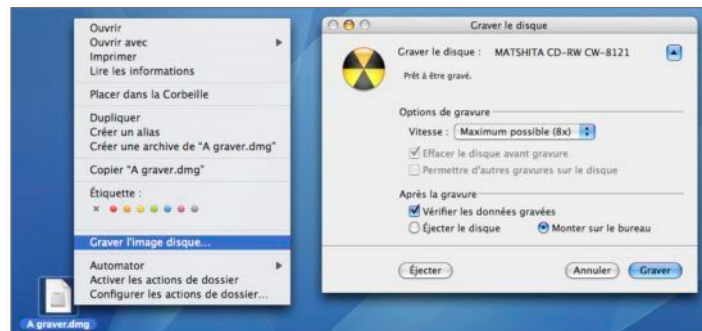 Ouvrir
Ouvrir avec
Imprimer
Lire les informations
Placer dans la Corbeille
Dupliquer
Créer un alias
Créer une archive de "A graver.dmg"
Copier "A graver.dmg"
Étiquette :
Graver l'image disque...
Automator
Activer les actions de dossier
Configurer les actions de dossier...
A graver.dmg
Graver le disque
Graver le disque : MATSHITA CD-RW CW-8121
Prêt à être gravé.
Options de gravure
Vitesse : Maximum possible (8x)
Effacer le disque avant gravure
Permettre d'autres gravures sur le disque
Après la gravure
Vérifier les données gravées
Éjecter le disque Monter sur le bureau
Éjecter Annuler Graver